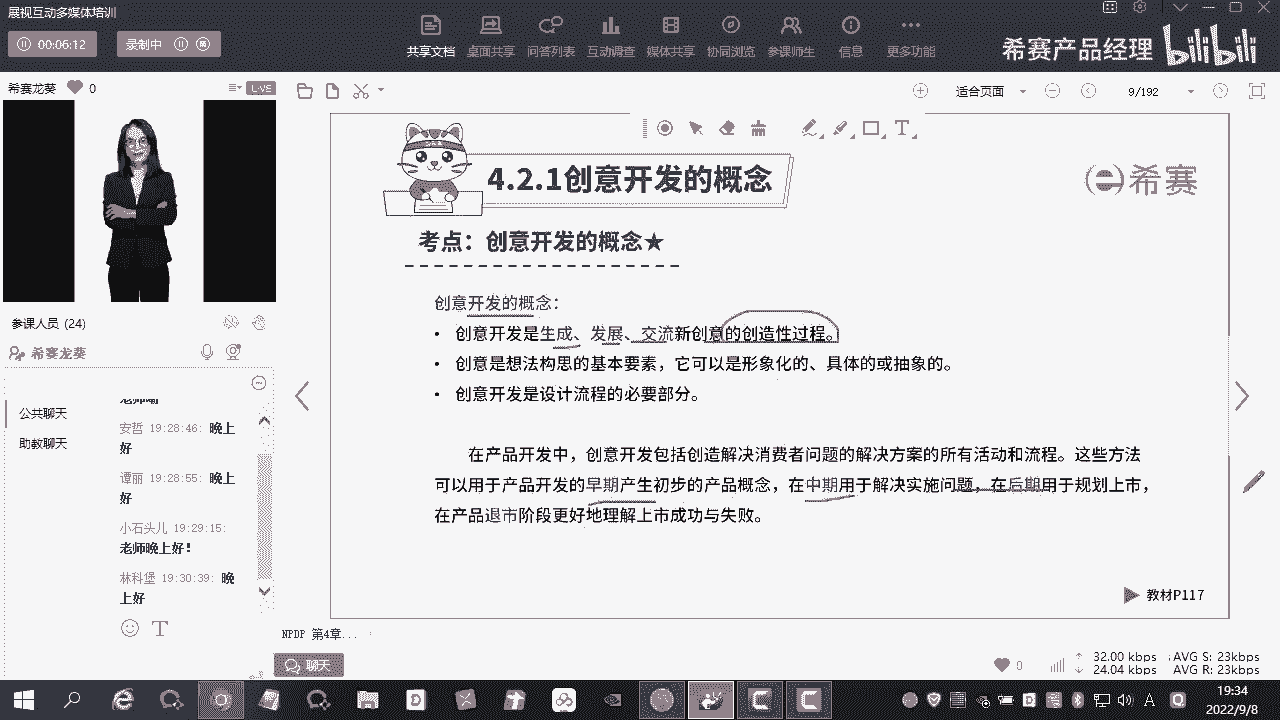 展视互动多媒体培训
00:06:12
录制中
共享文档
桌面共享
问答列表
互动调查
媒体共享
协同浏览
参课师生
信息
更多功能
希赛产品经理
bilibili
希赛龙葵
0
LIVE
适合页面
9/192
参课人员 (24)
希赛龙葵
公共聊天
助教聊天
安哲 19:28:46: 晚上
好
谭丽 19:28:55: 晚上
好
小石头儿 19:29:15:
老师晚上好!
林科堡 19:30:39: 晚
上好
4.2.1创意开发的概念
希赛
考点：创意开发的概念★
创意开发的概念：
• 创意开发是生成、发展、交流新创意的创造性过程。
• 创意是想法构思的基本要素，它可以是形象化的、具体的或抽象的。
• 创意开发是设计流程的必要部分。
在产品开发中，创意开发包括创造解决消费者问题的解决方案的所有活动和流程。这些方法
可以用于产品开发的早期产生初步的产品概念，在中期用于解决实施问题，在后期用于规划上市，
在产品退市阶段更好地理解上市成功与失败。
教材P117
NPDP 第4章...
聊天
0
32.00 kbps
AVG S: 23kbps
24.04 kbps
AVG R: 23kbps
19:34
2022/9/8